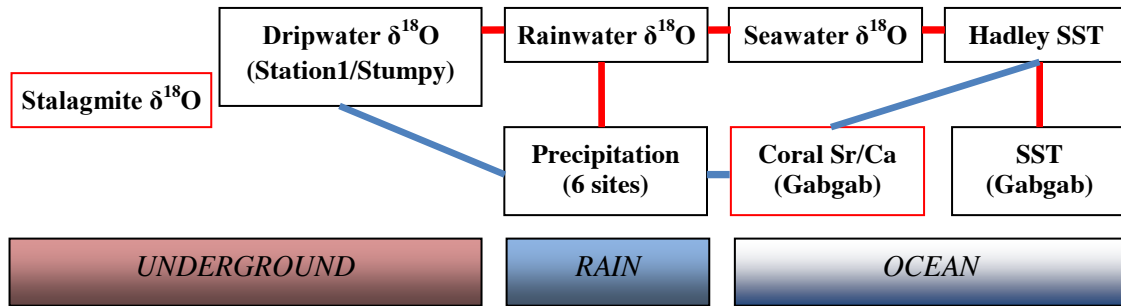 Dripwater δ¹⁸O
(Station1/Stumpy)
Rainwater δ¹⁸O
Seawater δ¹⁸O
Hadley SST
Stalagmite δ¹⁸O
Precipitation
(6 sites)
Coral Sr/Ca
(Gabgab)
SST
(Gabgab)
UNDERGROUND
RAIN
OCEAN